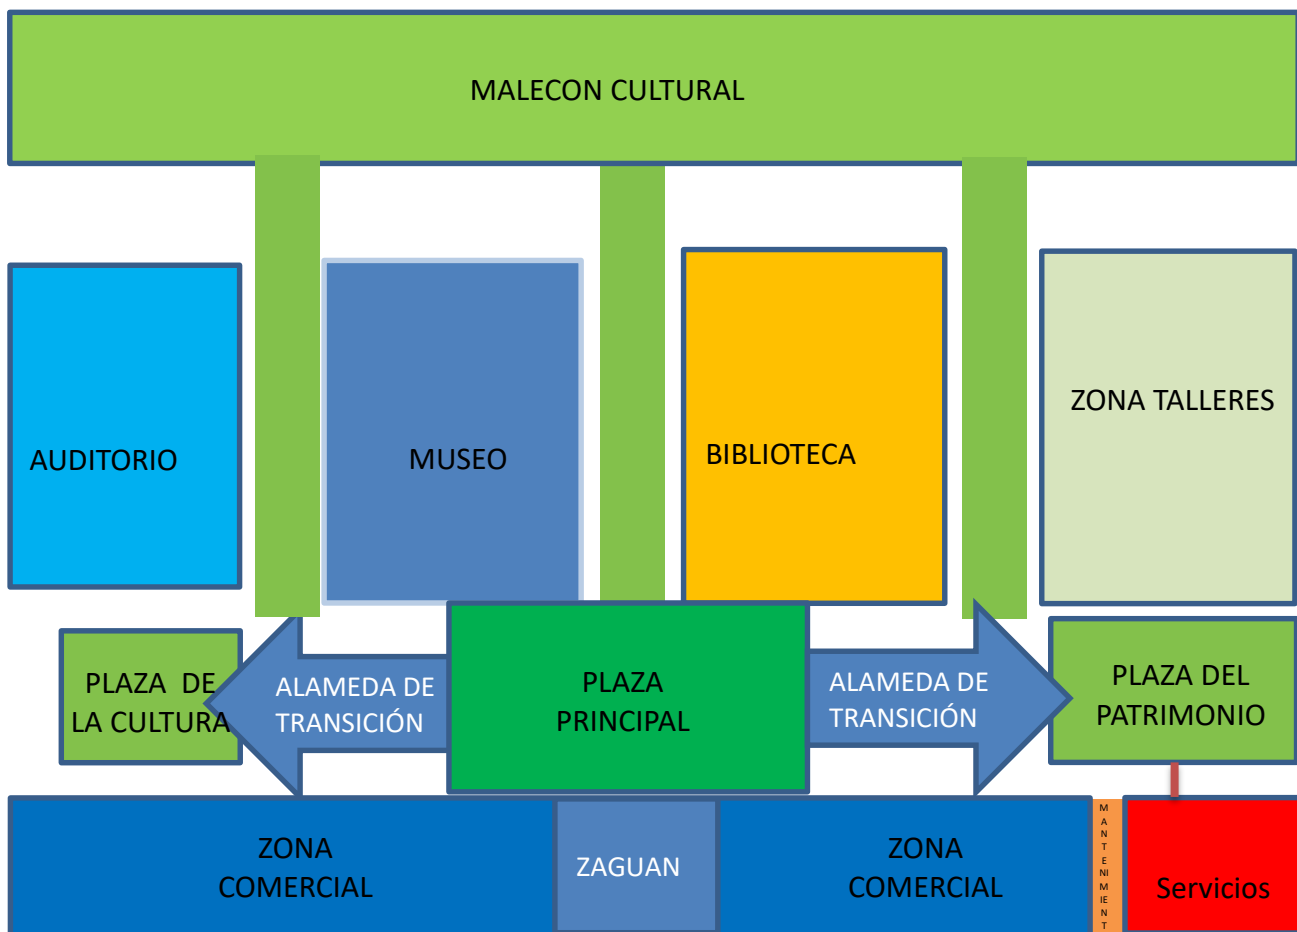 MALECON CULTURAL
AUDITORIO
MUSEO
BIBLIOTECA
ZONA TALLERES
PLAZA DE
LA CULTURA
ALAMEDA DE
TRANSICIÓN
PLAZA
PRINCIPAL
ALAMEDA DE
TRANSICIÓN
PLAZA DEL
PATRIMONIO
ZONA
COMERCIAL
ZAGUAN
ZONA
COMERCIAL
MANTENIMIENT
Servicios